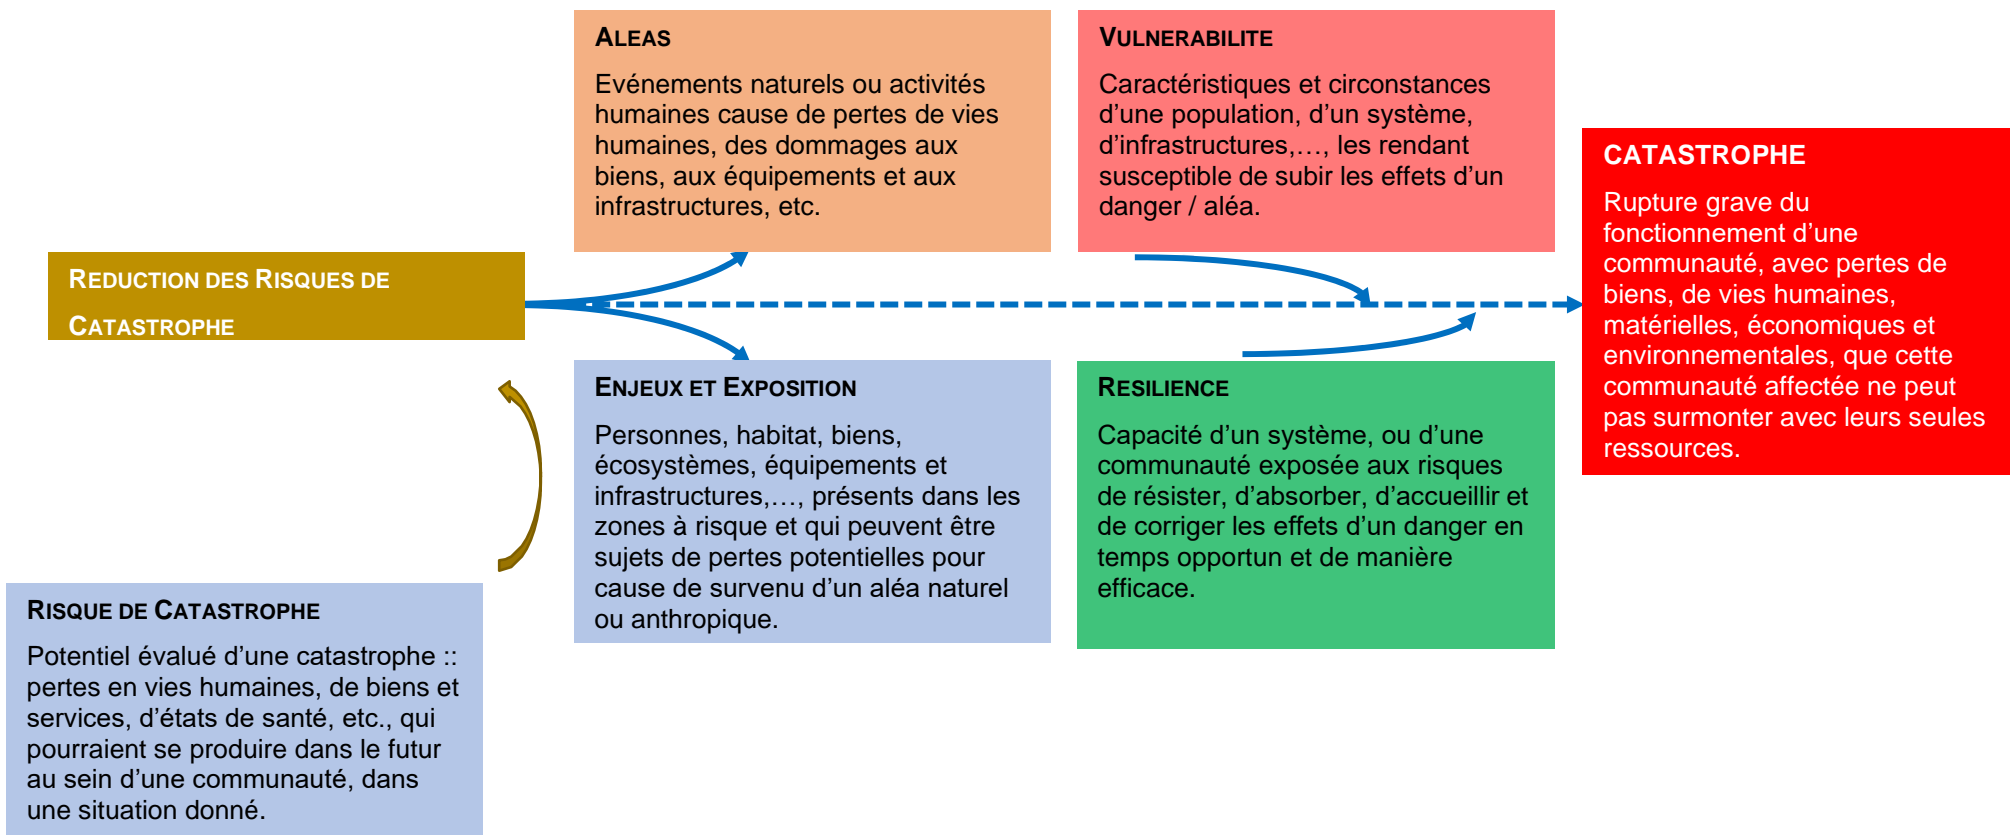 ALEAS
Evénements naturels ou activités
humaines cause de pertes de vies
humaines, des dommages aux
biens, aux équipements et aux
infrastructures, etc.
VULNERABILITE
Caractéristiques et circonstances
d’une population, d’un système,
d’infrastructures,…, les rendant
susceptible de subir les effets d’un
danger / aléa.
CATASTROPHE
Rupture grave du
fonctionnement d’une
communauté, avec pertes de
biens, de vies humaines,
matérielles, économiques et
environnementales, que cette
communauté affectée ne peut
pas surmonter avec leurs seules
ressources.
REDUCTION DES RISQUES DE
CATASTROPHE
ENJEUX ET EXPOSITION
Personnes, habitat, biens,
écosystèmes, équipements et
infrastructures,…, présents dans les
zones à risque et qui peuvent être
sujets de pertes potentielles pour
cause de survenu d’un aléa naturel
ou anthropique.
RESILIENCE
Capacité d’un système, ou d’une
communauté exposée aux risques
de résister, d’absorber, d’accueillir et
de corriger les effets d’un danger en
temps opportun et de manière
efficace.
RISQUE DE CATASTROPHE
Potentiel évalué d’une catastrophe ::
pertes en vies humaines, de biens et
services, d’états de santé, etc., qui
pourraient se produire dans le futur
au sein d’une communauté, dans
une situation donné.